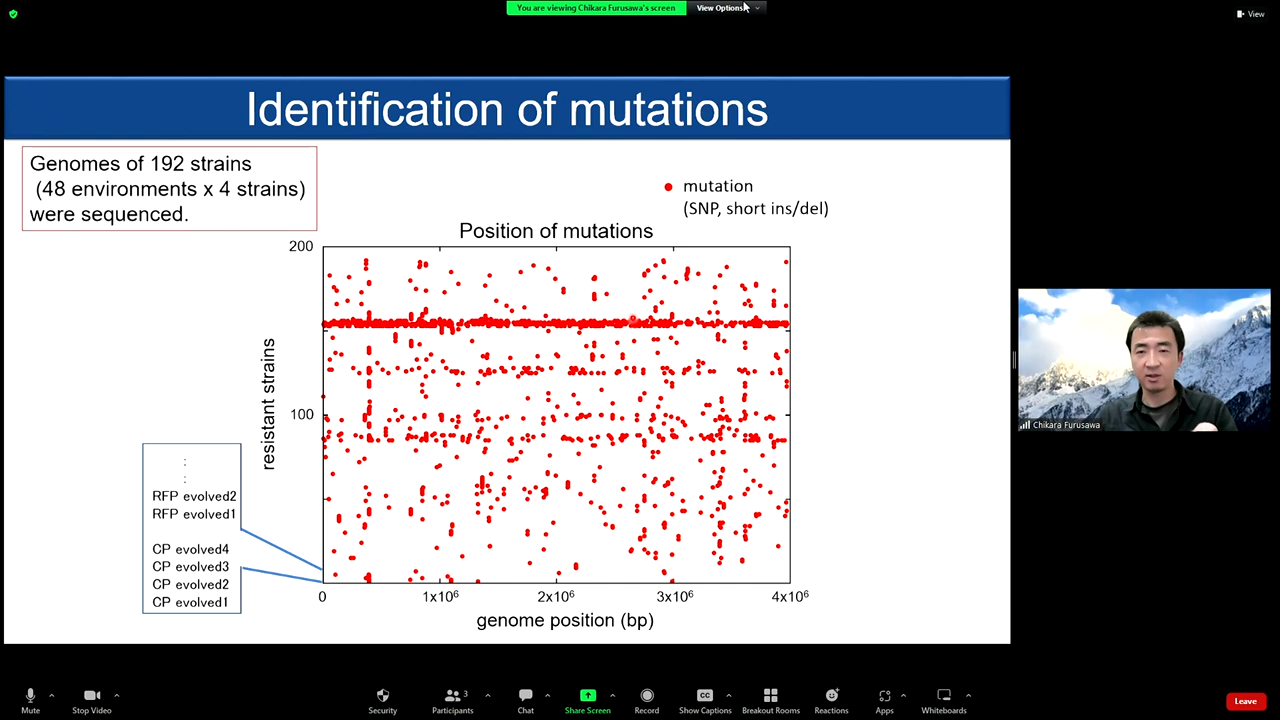 You are viewing Chikara Furusawa's screen
View Options
View
Identification of mutations
Genomes of 192 strains
(48 environments x 4 strains)
were sequenced.
mutation
(SNP, short ins/del)
Position of mutations
200
100
resistant strains
:
:
RFP evolved2
RFP evolved1
CP evolved4
CP evolved3
CP evolved2
CP evolved1
0
1x10⁶
2x10⁶
3x10⁶
4x10⁶
genome position (bp)
Chikara Furusawa
Mute
Stop Video
Security
3
Participants
Chat
Share Screen
Record
CC
Show Captions
Breakout Rooms
Reactions
Apps
Whiteboards
Leave